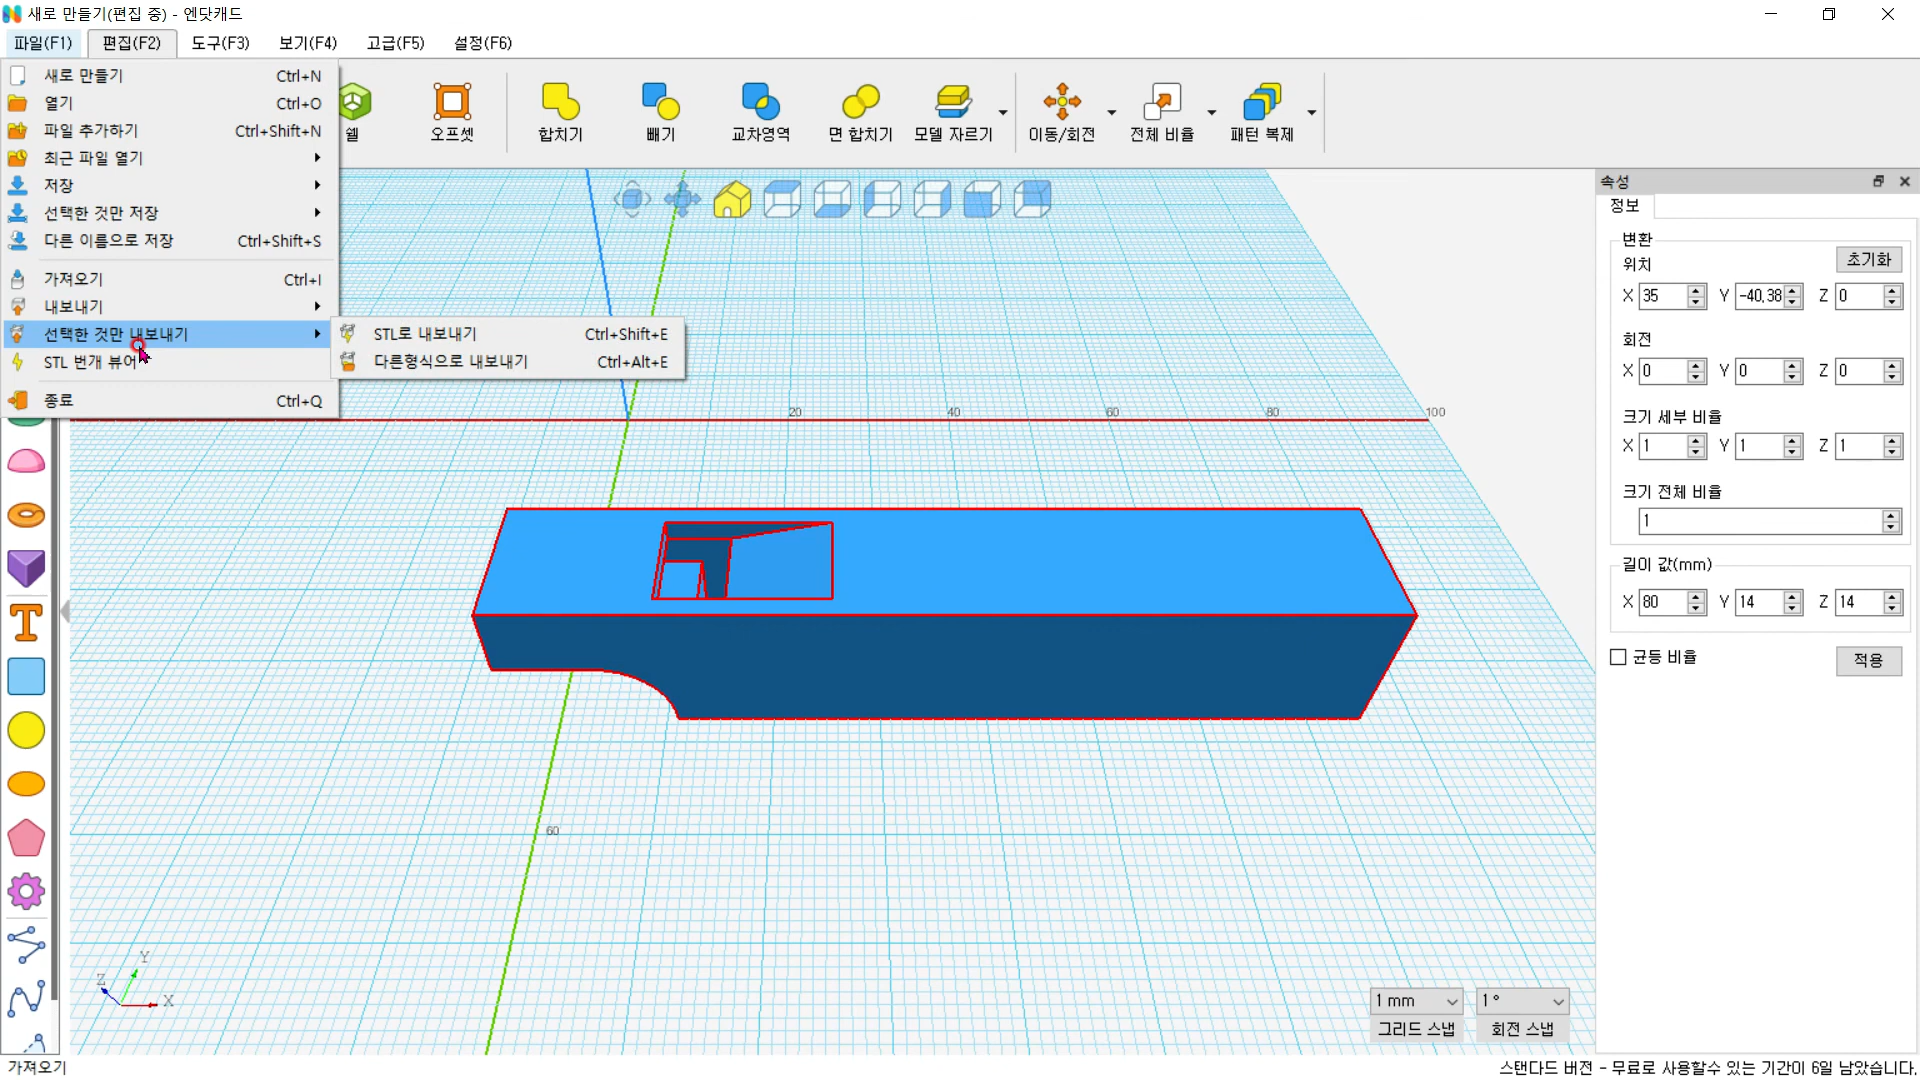 새로 만들기(편집 중) - 엔닷캐드
파일(F1) 편집(F2) 도구(F3) 보기(F4) 고급(F5) 설정(F6)
새로 만들기 Ctrl+N
열기 Ctrl+O
파일 추가하기 Ctrl+Shift+N
최근 파일 열기
저장
선택한 것만 저장
다른 이름으로 저장 Ctrl+Shift+S
가져오기 Ctrl+I
내보내기
선택한 것만 내보내기
STL 번개 뷰어
종료 Ctrl+Q
STL로 내보내기 Ctrl+Shift+E
다른형식으로 내보내기 Ctrl+Alt+E
쉘 오프셋 합치기 빼기 교차영역 면 합치기 모델 자르기 이동/회전 전체 비율 패턴 복제
속성
정보
변환
위치 초기화
X 35 Y -40,38 Z 0
회전
X 0 Y 0 Z 0
크기 세부 비율
X 1 Y 1 Z 1
크기 전체 비율
1
길이 값(mm)
X 80 Y 14 Z 14
균등 비율 적용
20 40 60 80 100
60
T
Y
Z
X
1 mm 1°
그리드 스냅 회전 스냅
가져오기
스탠다드 버전 - 무료로 사용할수 있는 기간이 6일 남았습니다.